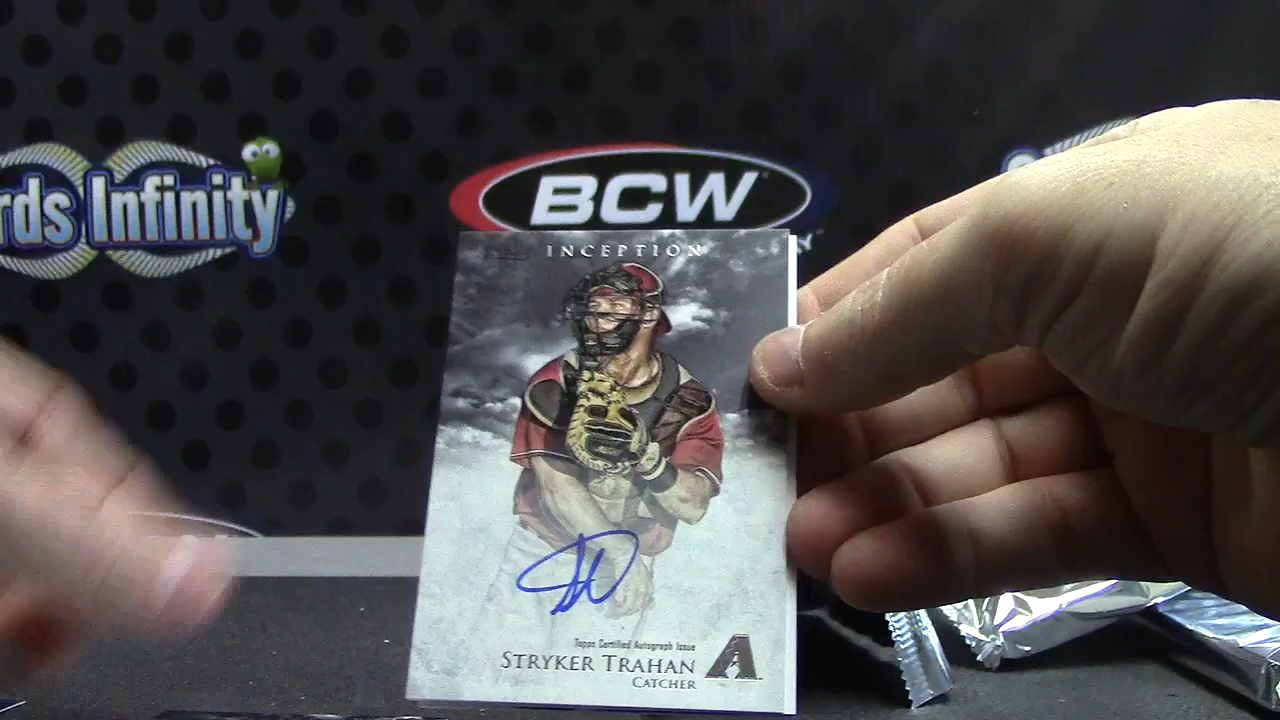 rds Infinity
BCW
INCEPTION
Topps Certified Autograph Issue
STRYKER TRAHAN
CATCHER
A